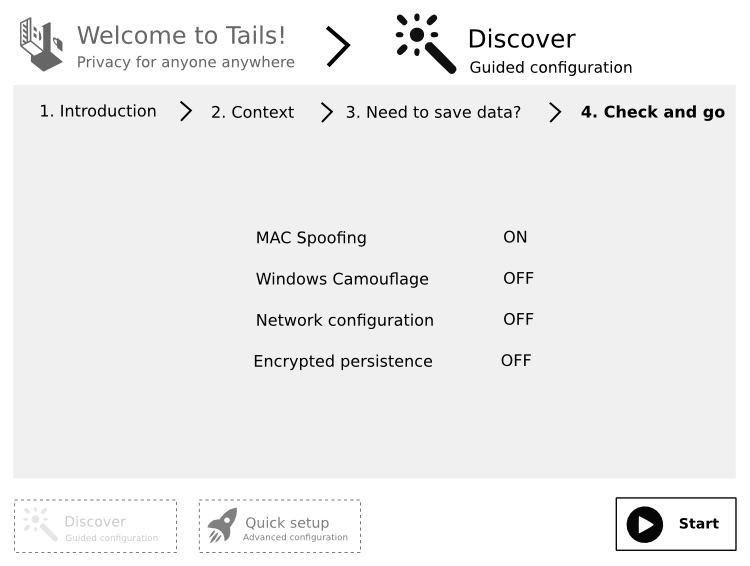 Welcome to Tails!
Privacy for anyone anywhere
Discover
Guided configuration
1. Introduction
2. Context
3. Need to save data?
4. Check and go
MAC Spoofing ON
Windows Camouflage OFF
Network configuration OFF
Encrypted persistence OFF
Discover
Guided configuration
Quick setup
Advanced configuration
Start